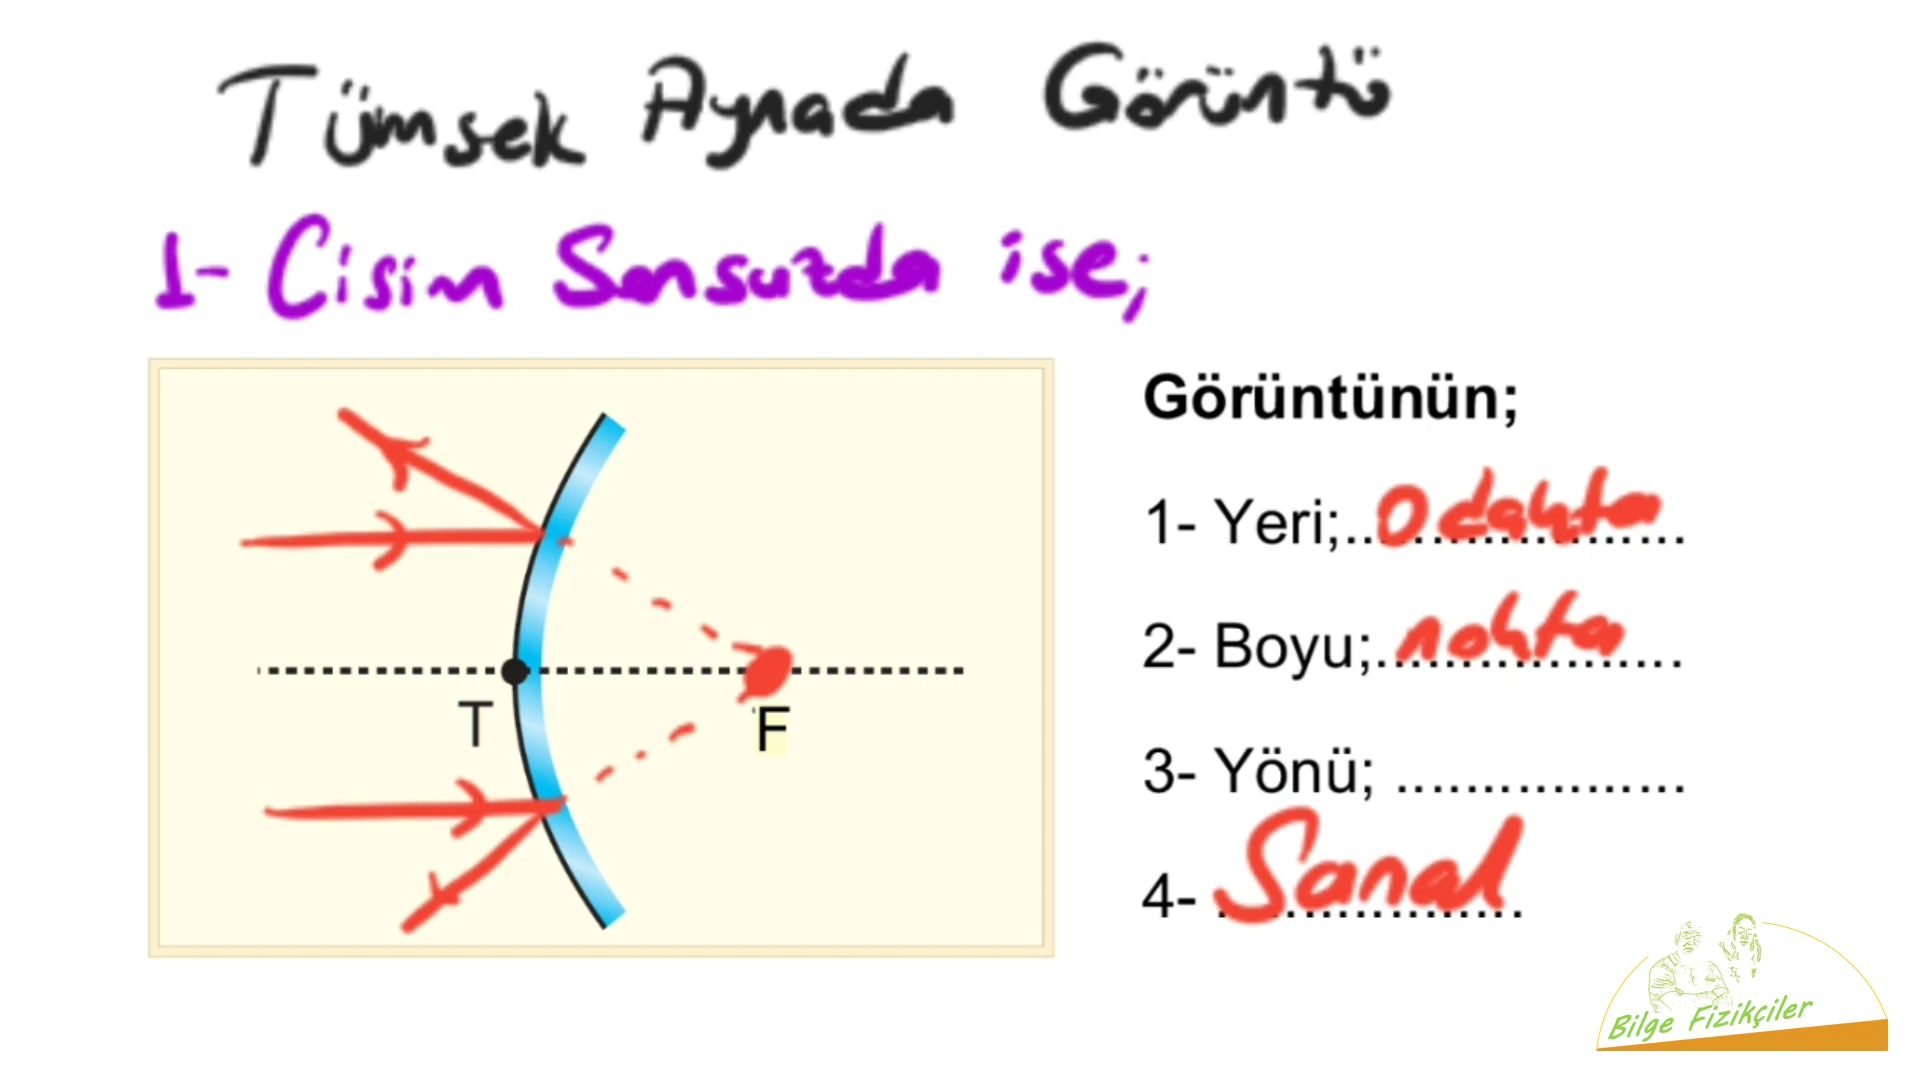 Tümsek Aynada Görüntü
1- Cisim Sonsuzda ise;
T
F
Görüntünün;
1- Yeri;..Odakta..................
2- Boyu;.nokta.................
3- Yönü; .................
4- Sanal
Bilge Fizikçiler